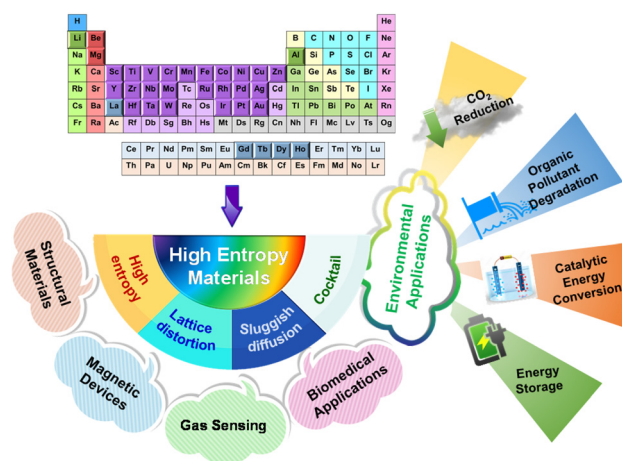 H He
Li Be B C N O F Ne
Na Mg Al Si P S Cl Ar
K Ca Sc Ti V Cr Mn Fe Co Ni Cu Zn Ga Ge As Se Br Kr
Rb Sr Y Zr Nb Mo Tc Ru Rh Pd Ag Cd In Sn Sb Te I Xe
Cs Ba La Hf Ta W Re Os Ir Pt Au Hg Tl Pb Bi Po At Rn
Fr Ra Ac Rf Db Sg Bh Hs Mt Ds Rg Cn Nh Fl Mc Lv Ts Og
Ce Pr Nd Pm Sm Eu Gd Tb Dy Ho Er Tm Yb Lu
Th Pa U Np Pu Am Cm Bk Cf Es Fm Md No Lr
High Entropy
Materials
High
entropy
Lattice
distortion
Sluggish
diffusion
Cocktail
Structural
Materials
Magnetic
Devices
Gas Sensing
Biomedical
Applications
Environmental
Applications
CO2
Reduction
Organic
Pollutant
Degradation
Catalytic
Energy
Conversion
Energy
Storage